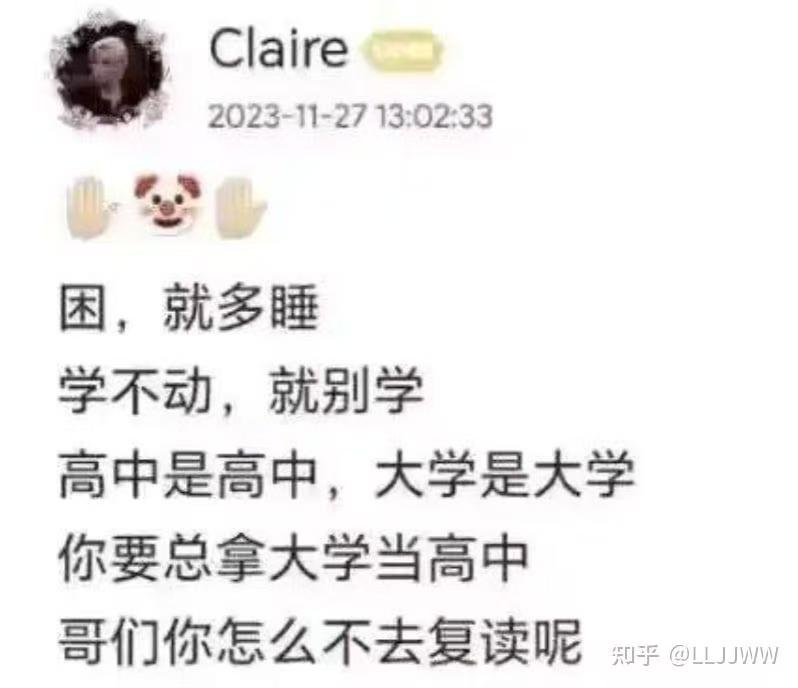 Claire
2023-11-27 13:02:33
🤚🏻🤡✋🏻
困，就多睡
学不动，就别学
高中是高中，大学是大学
你要总拿大学当高中
哥们你怎么不去复读呢
知乎 @LLJJWW